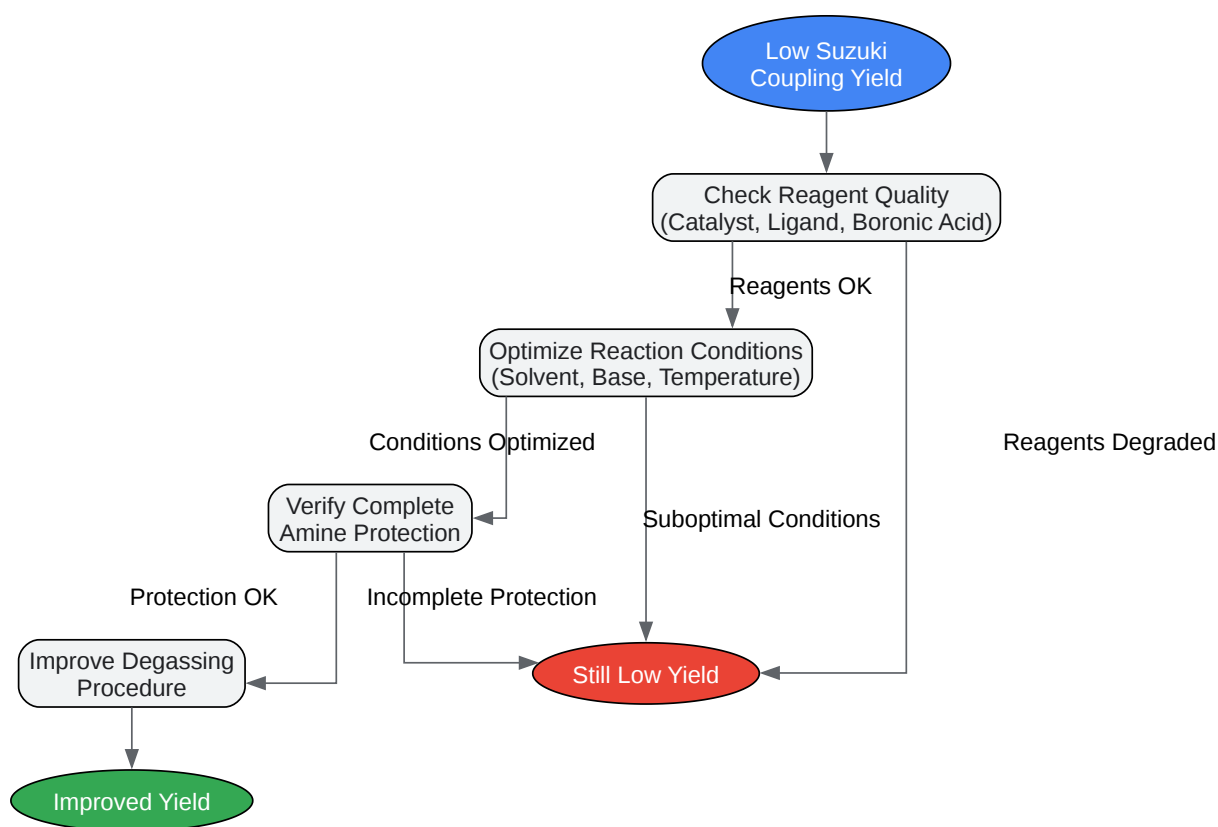 Low Suzuki
Coupling Yield
Check Reagent Quality
(Catalyst, Ligand, Boronic Acid)
Reagents OK
Optimize Reaction Conditions
(Solvent, Base, Temperature)
Conditions Optimized
Reagents Degraded
Verify Complete
Amine Protection
Suboptimal Conditions
Protection OK
Incomplete Protection
Improve Degassing
Procedure
Still Low Yield
Improved Yield